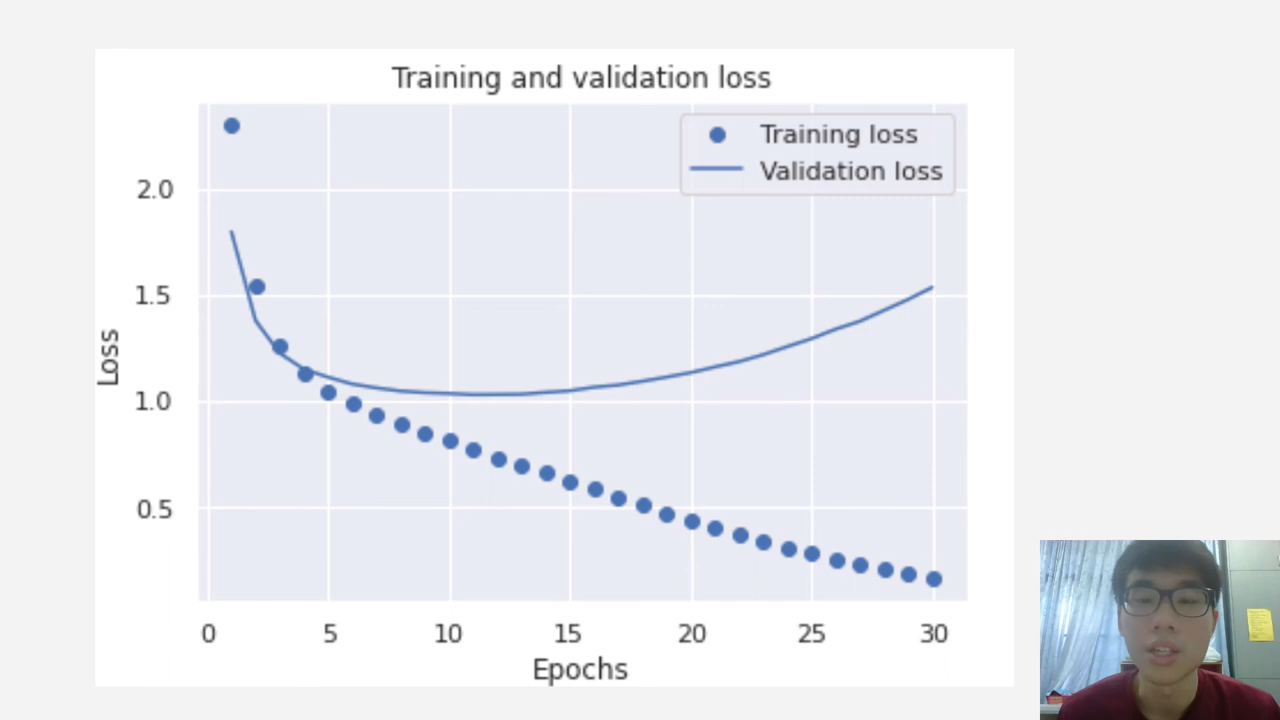 Training and validation loss
Training loss
Validation loss
Loss
2.0
1.5
1.0
0.5
0 5 10 15 20 25 30
Epochs